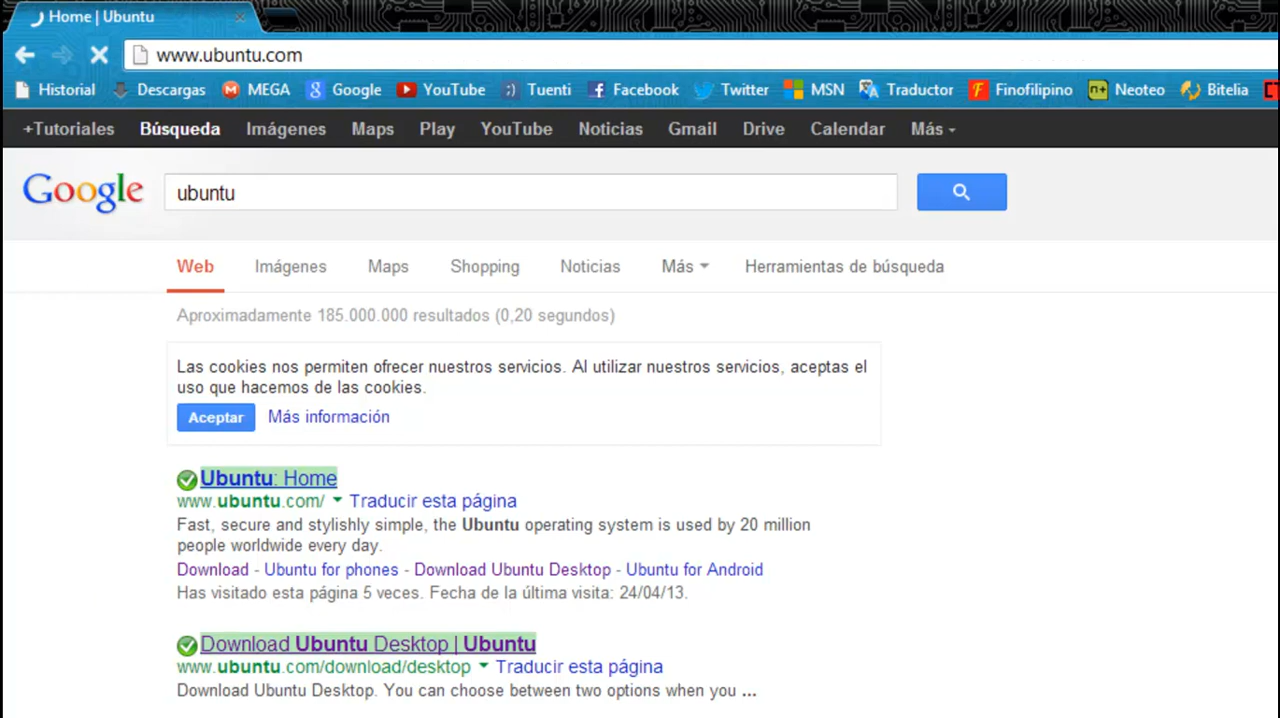 Home | Ubuntu
www.ubuntu.com
Historial Descargas MEGA Google YouTube Tuenti Facebook Twitter MSN Traductor Finofilipino Neoteo Bitelia
+Tutoriales Búsqueda Imágenes Maps Play YouTube Noticias Gmail Drive Calendar Más
Google ubuntu
Web Imágenes Maps Shopping Noticias Más Herramientas de búsqueda
Aproximadamente 185.000.000 resultados (0,20 segundos)
Las cookies nos permiten ofrecer nuestros servicios. Al utilizar nuestros servicios, aceptas el
uso que hacemos de las cookies.
Aceptar Más información
Ubuntu: Home
www.ubuntu.com/ Traducir esta página
Fast, secure and stylishly simple, the Ubuntu operating system is used by 20 million
people worldwide every day.
Download - Ubuntu for phones - Download Ubuntu Desktop - Ubuntu for Android
Has visitado esta página 5 veces. Fecha de la última visita: 24/04/13.
Download Ubuntu Desktop | Ubuntu
www.ubuntu.com/download/desktop Traducir esta página
Download Ubuntu Desktop. You can choose between two options when you ...